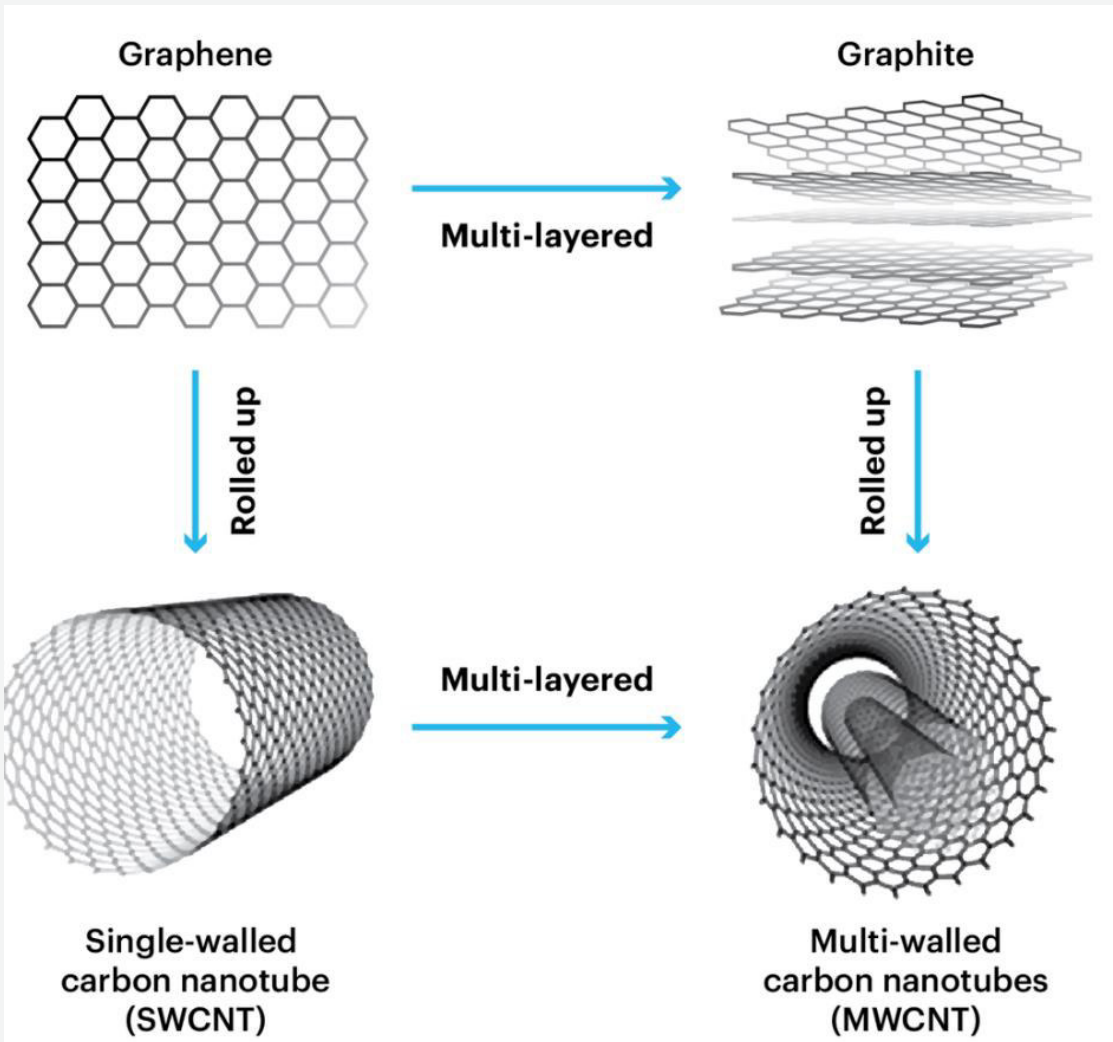 Graphene
Graphite
Multi-layered
Rolled up
Rolled up
Multi-layered
Single-walled
carbon nanotube
(SWCNT)
Multi-walled
carbon nanotubes
(MWCNT)